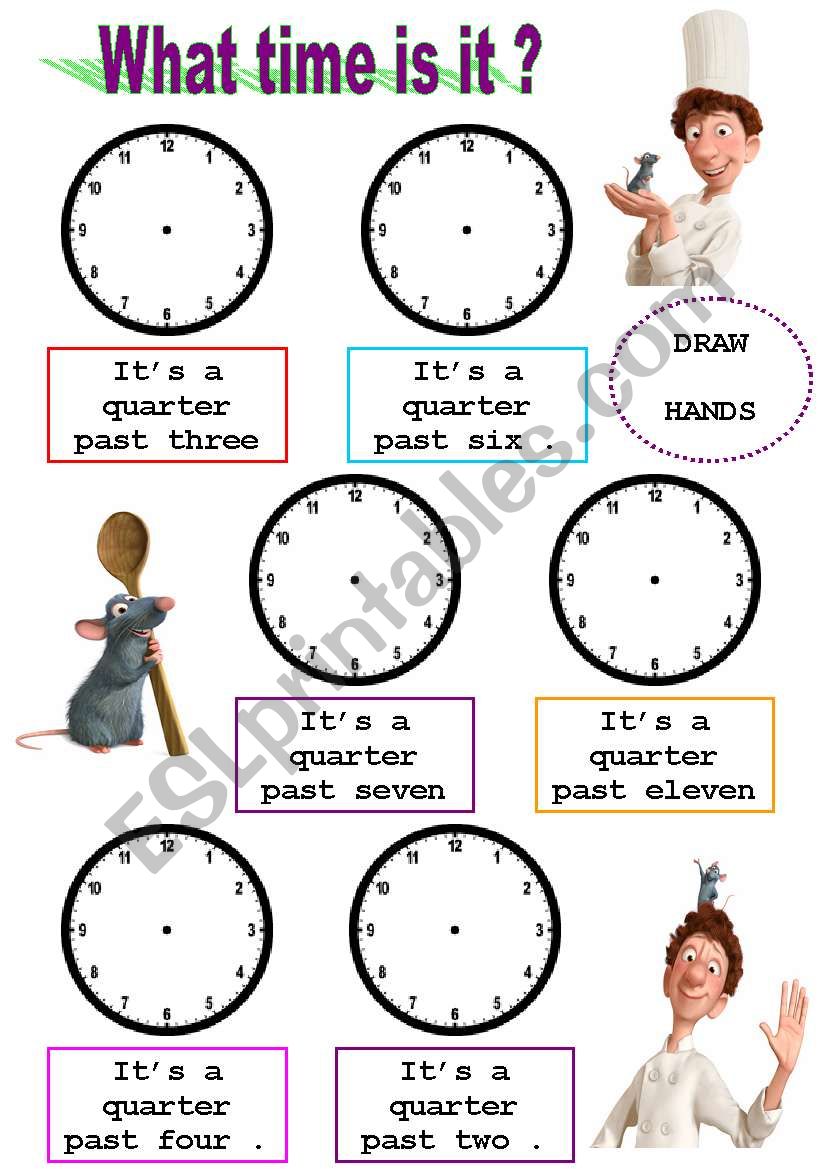 What time is it ?
12
11 1
10 2
9 3
8 4
7 5
6
12
11 1
10 2
9 3
8 4
7 5
6
It’s a
quarter
past three
It’s a
quarter
past six .
DRAW
HANDS
12
11 1
10 2
9 3
8 4
7 5
6
12
11 1
10 2
9 3
8 4
7 5
6
It’s a
quarter
past seven
It’s a
quarter
past eleven
12
11 1
10 2
9 3
8 4
7 5
6
12
11 1
10 2
9 3
8 4
7 5
6
It’s a
quarter
past four .
It’s a
quarter
past two .
ESLprintables.com